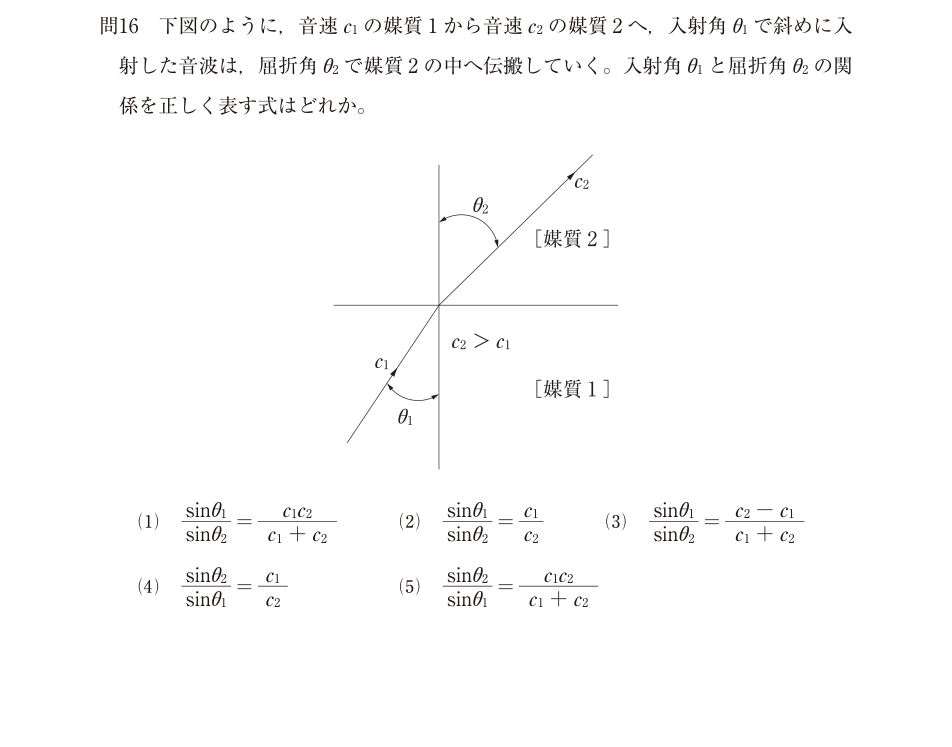 問16　下図のように，音速 c₁ の媒質 1 から音速 c₂ の媒質 2 へ，入射角 θ₁ で斜めに入
射した音波は，屈折角 θ₂ で媒質 2 の中へ伝搬していく。入射角 θ₁ と屈折角 θ₂ の関
係を正しく表す式はどれか。
c₂
θ₂
［媒質 2 ］
c₂ > c₁
c₁
［媒質 1 ］
θ₁
(1) sinθ₁/sinθ₂ = c₁c₂/(c₁ + c₂)　(2) sinθ₁/sinθ₂ = c₁/c₂　(3) sinθ₁/sinθ₂ = (c₂ − c₁)/(c₁ + c₂)
(4) sinθ₂/sinθ₁ = c₁/c₂　(5) sinθ₂/sinθ₁ = c₁c₂/(c₁ + c₂)